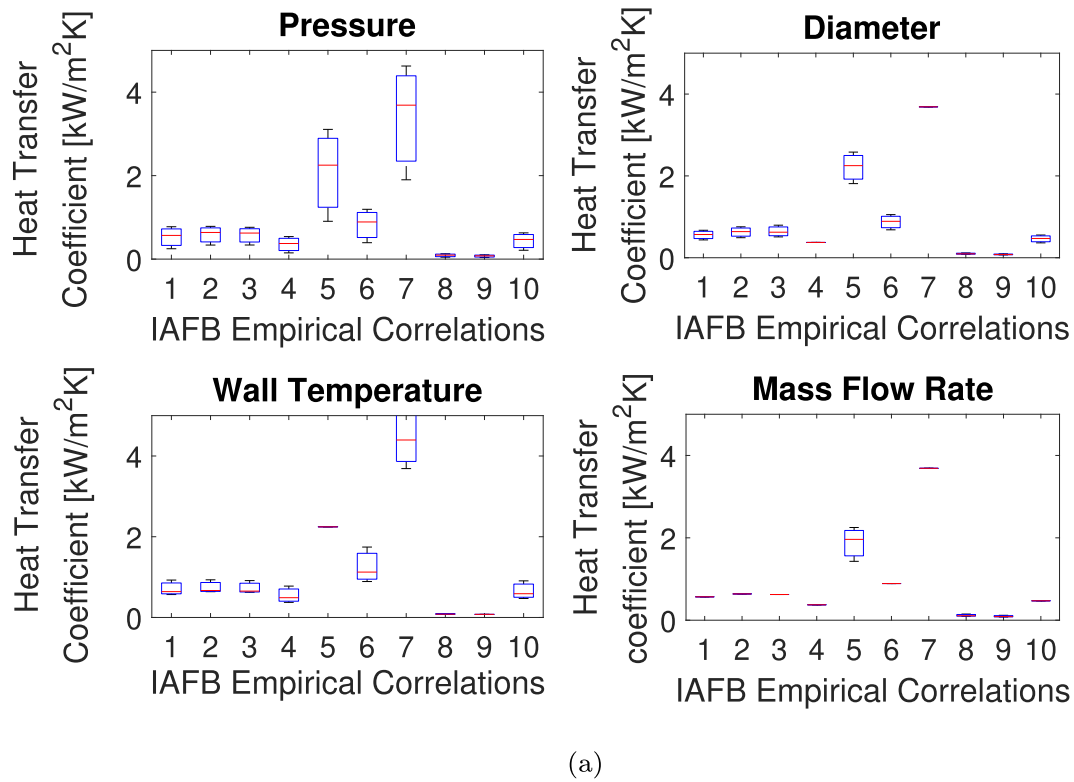 Pressure
Heat Transfer
Coefficient [kW/m²K]
4
2
0
1 2 3 4 5 6 7 8 9 10
IAFB Empirical Correlations
Diameter
Heat Transfer
Coefficient [kW/m²K]
4
2
0
1 2 3 4 5 6 7 8 9 10
IAFB Empirical Correlations
Wall Temperature
Heat Transfer
Coefficient [kW/m²K]
4
2
0
1 2 3 4 5 6 7 8 9 10
IAFB Empirical Correlations
Mass Flow Rate
Heat Transfer
coefficient [kW/m²K]
4
2
0
1 2 3 4 5 6 7 8 9 10
IAFB Empirical Correlations
(a)